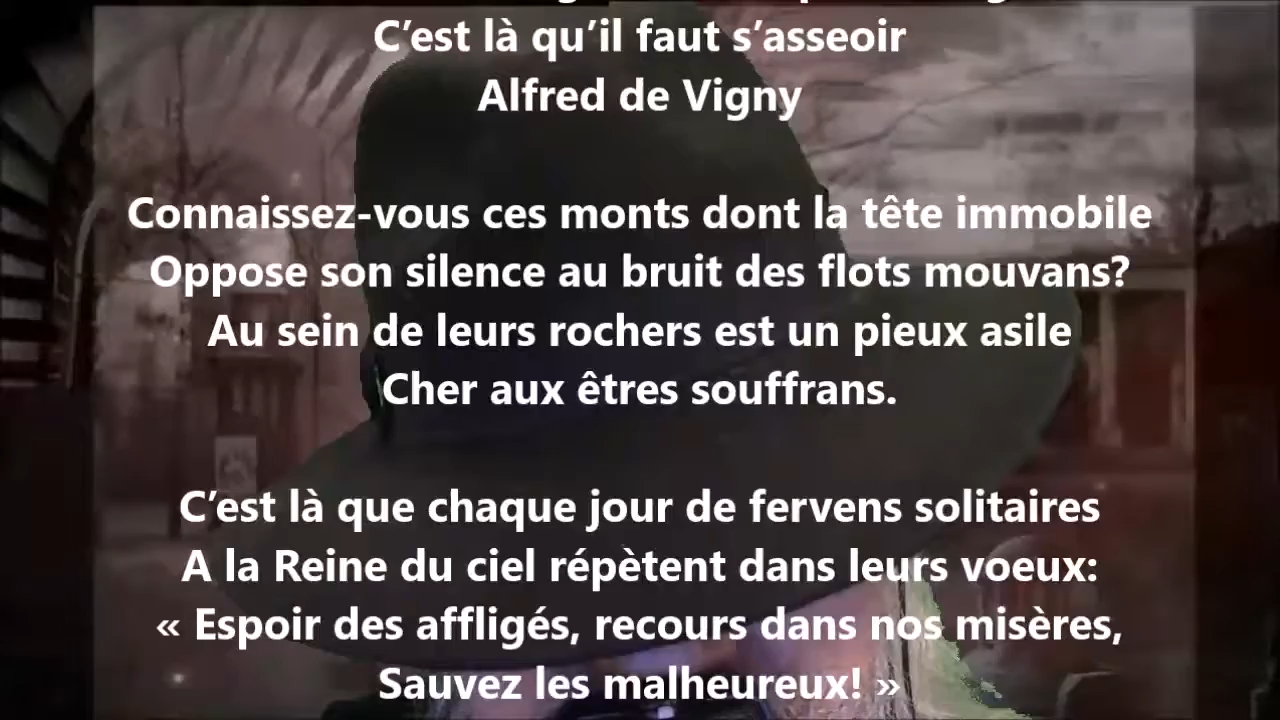 C’est là qu’il faut s’asseoir
Alfred de Vigny
Connaissez-vous ces monts dont la tête immobile
Oppose son silence au bruit des flots mouvans?
Au sein de leurs rochers est un pieux asile
Cher aux êtres souffrans.
C’est là que chaque jour de fervens solitaires
A la Reine du ciel répètent dans leurs voeux:
« Espoir des affligés, recours dans nos misères,
Sauvez les malheureux! »